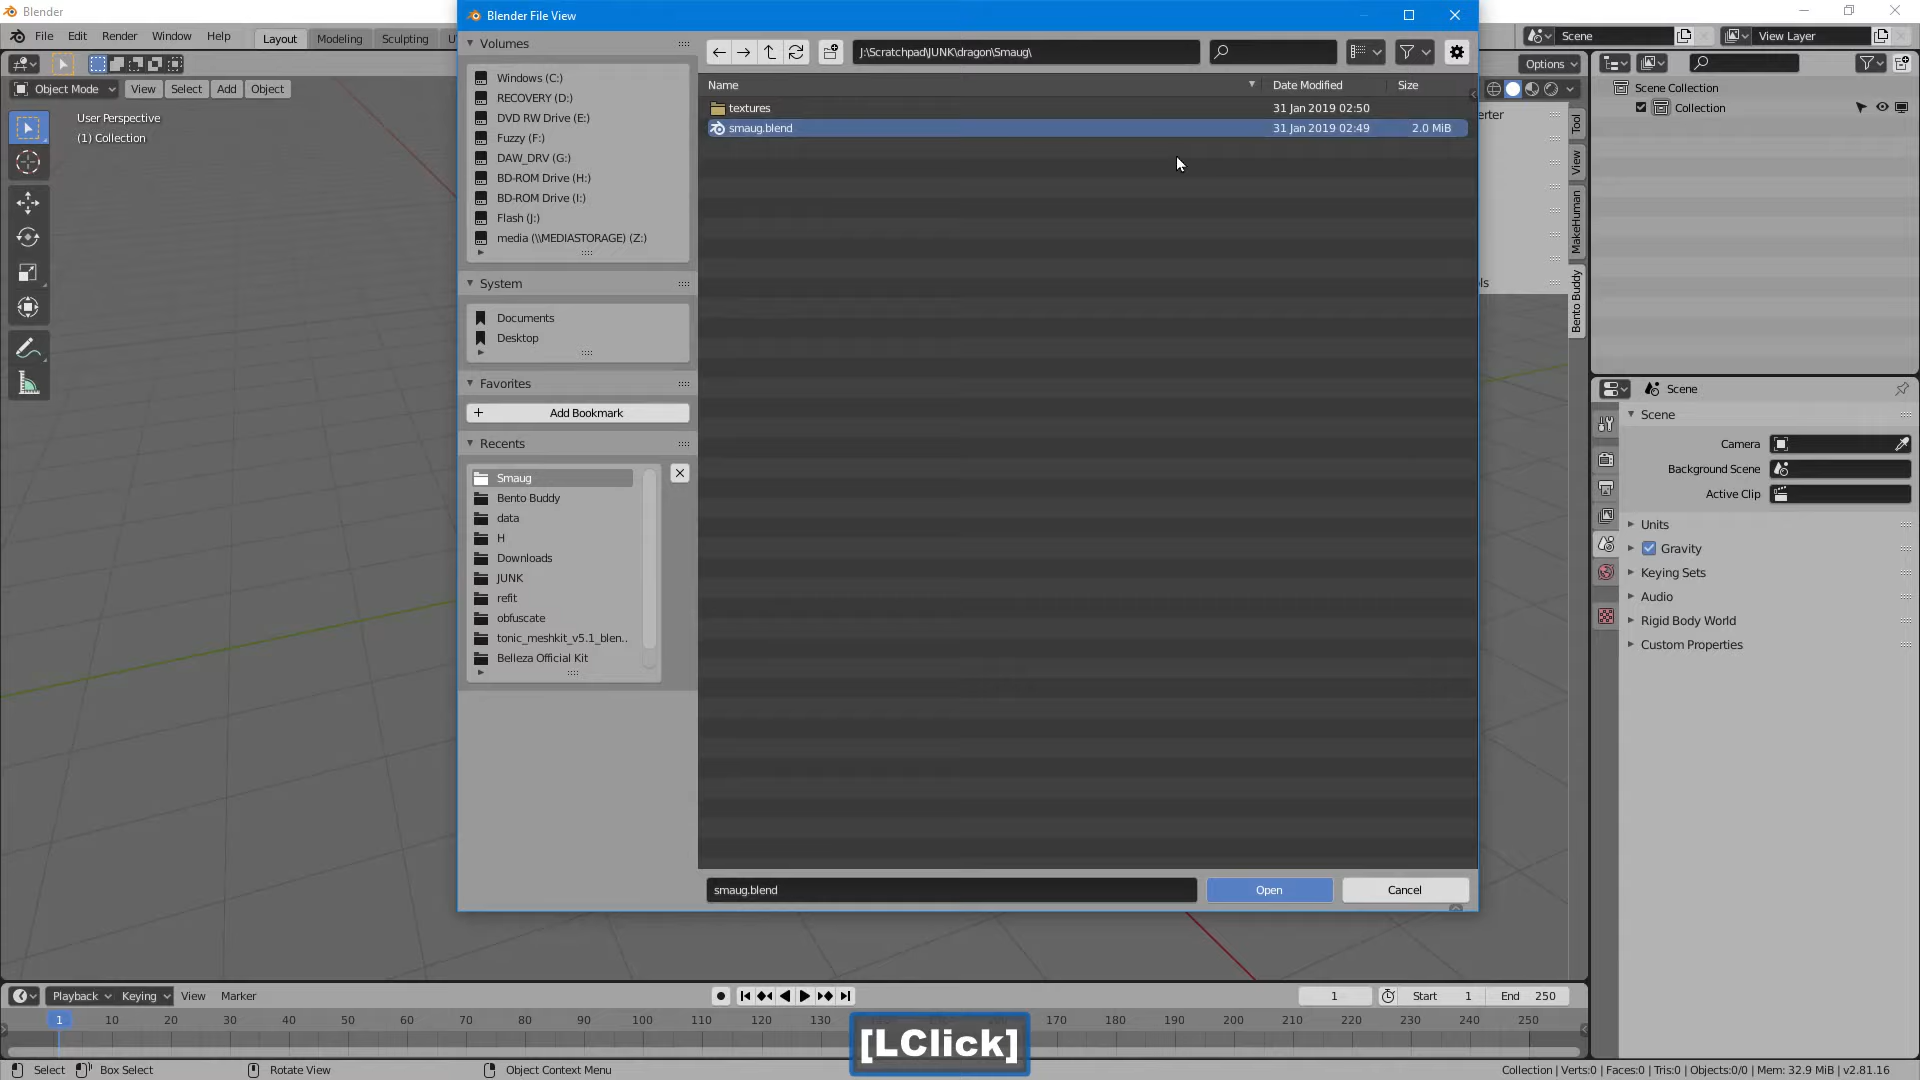 Blender
Blender File View
File Edit Render Window Help Layout Modeling Sculpting
Scene View Layer
Object Mode View Select Add Object
Options
User Perspective
(1) Collection
Volumes
Windows (C:)
RECOVERY (D:)
DVD RW Drive (E:)
Fuzzy (F:)
DAW_DRV (G:)
BD-ROM Drive (H:)
BD-ROM Drive (I:)
Flash (J:)
media (\\MEDIASTORAGE) (Z:)
System
Documents
Desktop
Favorites
Add Bookmark
Recents
Smaug
Bento Buddy
data
H
Downloads
JUNK
refit
obfuscate
tonic_meshkit_v5.1_blen..
Belleza Official Kit
J:\Scratchpad\JUNK\dragon\Smaug\
Name Date Modified Size
textures 31 Jan 2019 02:50
smaug.blend 31 Jan 2019 02:49 2.0 MiB
smaug.blend Open Cancel
Tool
View
MakeHuman
Bento Buddy
Scene Collection
Collection
Scene
Scene
Camera
Background Scene
Active Clip
Units
Gravity
Keying Sets
Audio
Rigid Body World
Custom Properties
Playback Keying View Marker
1 Start 1 End 250
1 10 20 30 40 50 60 70 80 90 100 110 120 130 170 180 190 200 210 220 230 240 250
[LClick]
Select Box Select Rotate View Object Context Menu
Collection | Verts:0 | Faces:0 | Tris:0 | Objects:0/0 | Mem: 32.9 MiB | v2.81.16